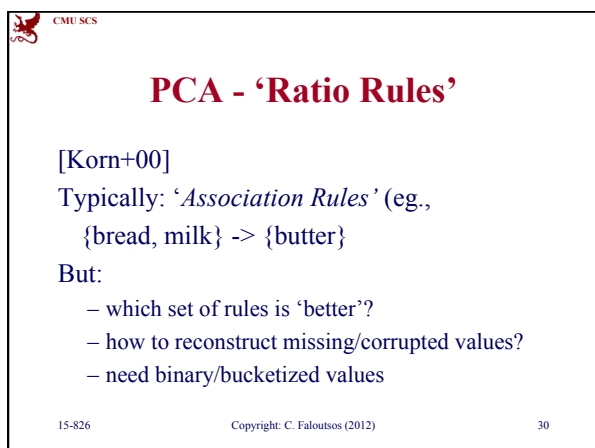 CMU SCS
PCA - ‘Ratio Rules’
[Korn+00]
Typically: ‘Association Rules’ (eg.,
{bread, milk} -> {butter}
But:
– which set of rules is ‘better’?
– how to reconstruct missing/corrupted values?
– need binary/bucketized values
15-826 Copyright: C. Faloutsos (2012) 30